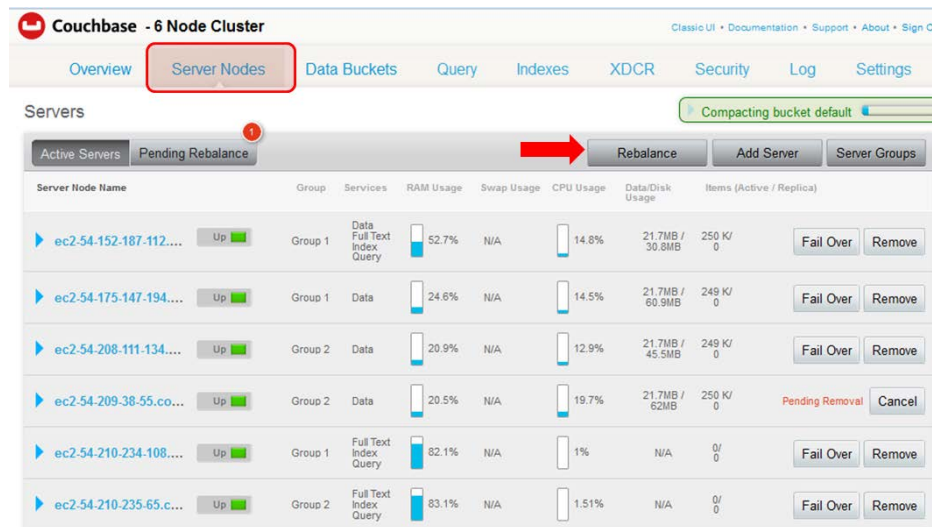 Couchbase - 6 Node Cluster
Classic UI • Documentation • Support • About • Sign
Overview Server Nodes Data Buckets Query Indexes XDCR Security Log Settings
Servers
Compacting bucket default
1
Active Servers Pending Rebalance Rebalance Add Server Server Groups
Server Node Name Group Services RAM Usage Swap Usage CPU Usage Data/Disk Usage Items (Active / Replica)
ec2-54-152-187-112.... Up Group 1 Data Full Text Index Query 52.7% N/A 14.8% 21.7MB / 30.8MB 250 K/ 0 Fail Over Remove
ec2-54-175-147-194.... Up Group 1 Data 24.6% N/A 14.5% 21.7MB / 60.9MB 249 K/ 0 Fail Over Remove
ec2-54-208-111-134.... Up Group 2 Data 20.9% N/A 12.9% 21.7MB / 45.5MB 249 K/ 0 Fail Over Remove
ec2-54-209-38-55.co... Up Group 2 Data 20.5% N/A 19.7% 21.7MB / 62MB 250 K/ 0 Pending Removal Cancel
ec2-54-210-234-108.... Up Group 1 Full Text Index Query 82.1% N/A 1% N/A 0/ 0 Fail Over Remove
ec2-54-210-235-65.c... Up Group 2 Full Text Index Query 83.1% N/A 1.51% N/A 0/ 0 Fail Over Remove